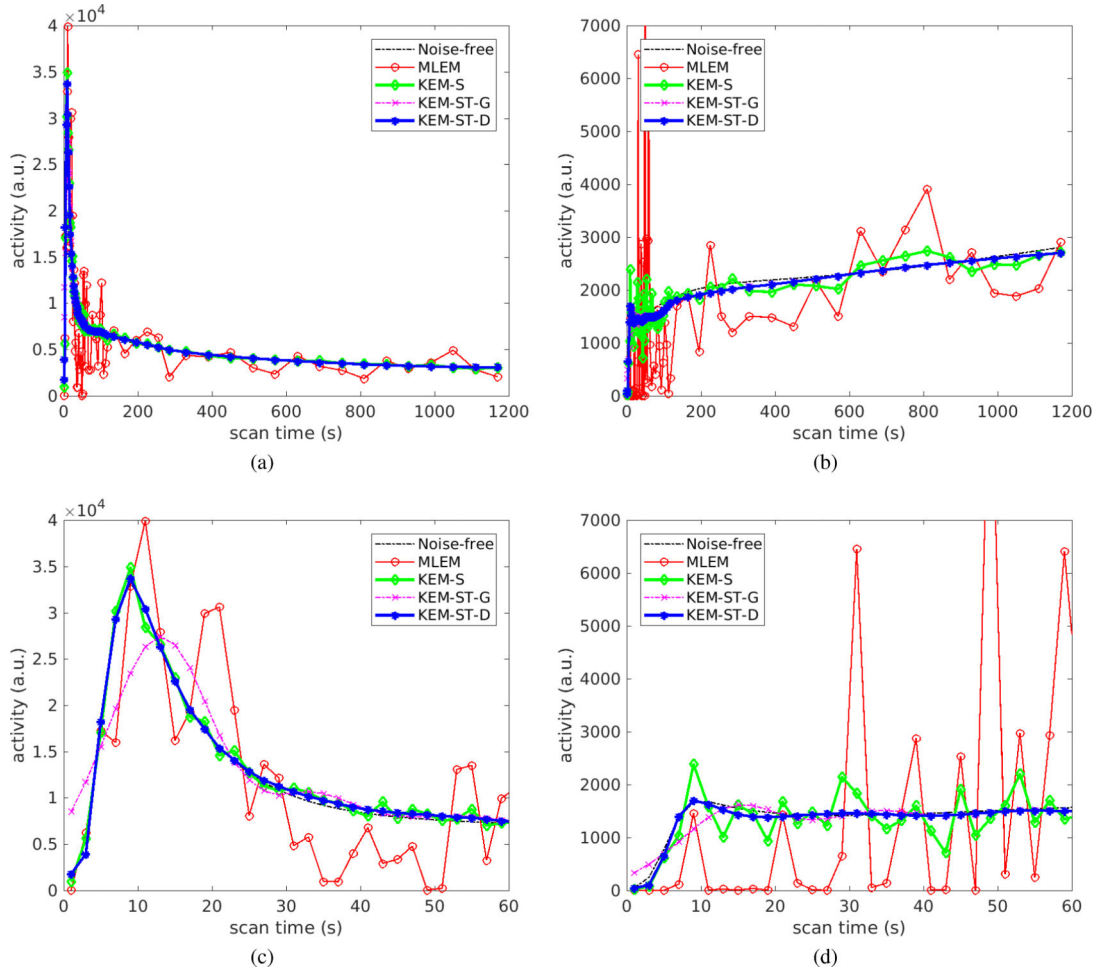 ×10⁴
4
3.5
3
2.5
2
1.5
1
0.5
0
0 200 400 600 800 1000 1200
activity (a.u.)
scan time (s)
Noise-free
MLEM
KEM-S
KEM-ST-G
KEM-ST-D
(a)
7000
6000
5000
4000
3000
2000
1000
0
0 200 400 600 800 1000 1200
activity (a.u.)
scan time (s)
Noise-free
MLEM
KEM-S
KEM-ST-G
KEM-ST-D
(b)
×10⁴
4
3.5
3
2.5
2
1.5
1
0.5
0
0 10 20 30 40 50 60
activity (a.u.)
scan time (s)
Noise-free
MLEM
KEM-S
KEM-ST-G
KEM-ST-D
(c)
7000
6000
5000
4000
3000
2000
1000
0
0 10 20 30 40 50 60
activity (a.u.)
scan time (s)
Noise-free
MLEM
KEM-S
KEM-ST-G
KEM-ST-D
(d)